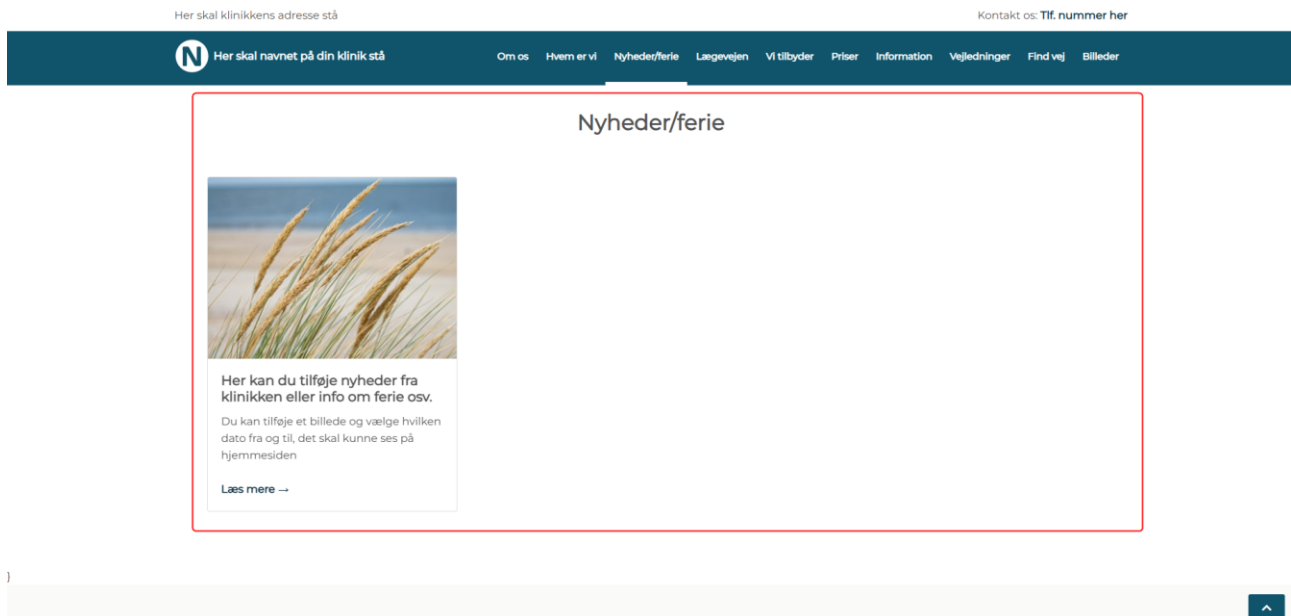 Her skal klinikkens adresse stå
Kontakt os: Tlf. nummer her
N Her skal navnet på din klinik stå
Om os Hvem er vi Nyheder/ferie Lægevejen Vi tilbyder Priser Information Vejledninger Find vej Billeder
Nyheder/ferie
Her kan du tilføje nyheder fra
klinikken eller info om ferie osv.
Du kan tilføje et billede og vælge hvilken
dato fra og til, det skal kunne ses på
hjemmesiden
Læs mere →
}